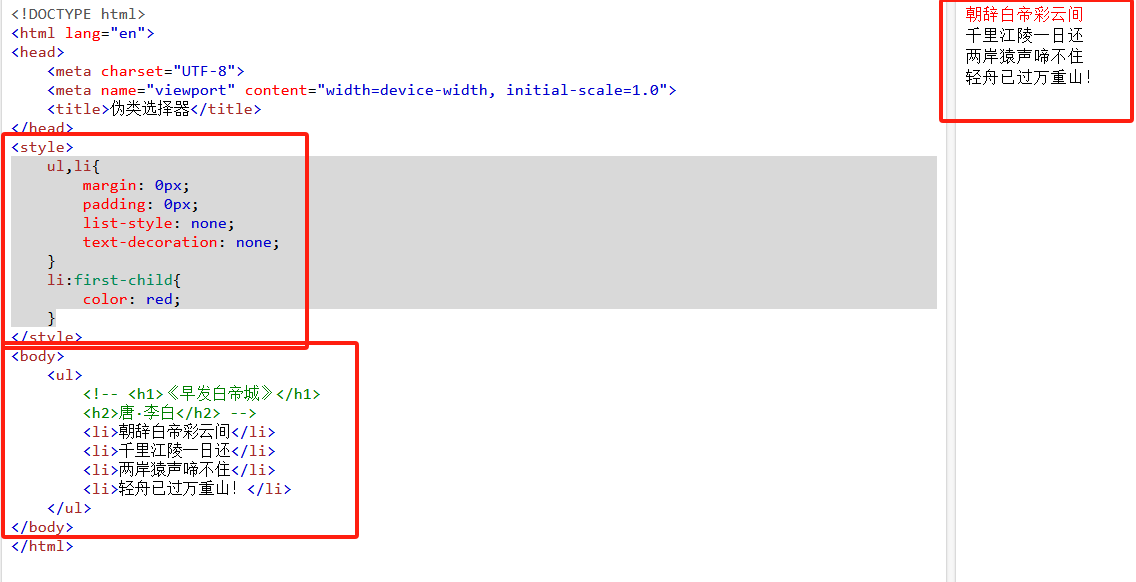 <!DOCTYPE html>
<html lang="en">
<head>
    <meta charset="UTF-8">
    <meta name="viewport" content="width=device-width, initial-scale=1.0">
    <title>伪类选择器</title>
</head>
<style>
    ul,li{
        margin: 0px;
        padding: 0px;
        list-style: none;
        text-decoration: none;
    }
    li:first-child{
        color: red;
    }
</style>
<body>
    <ul>
        <!-- <h1>《早发白帝城》</h1>
        <h2>唐·李白</h2> -->
        <li>朝辞白帝彩云间</li>
        <li>千里江陵一日还</li>
        <li>两岸猿声啼不住</li>
        <li>轻舟已过万重山！</li>
    </ul>
</body>
</html>
朝辞白帝彩云间
千里江陵一日还
两岸猿声啼不住
轻舟已过万重山！